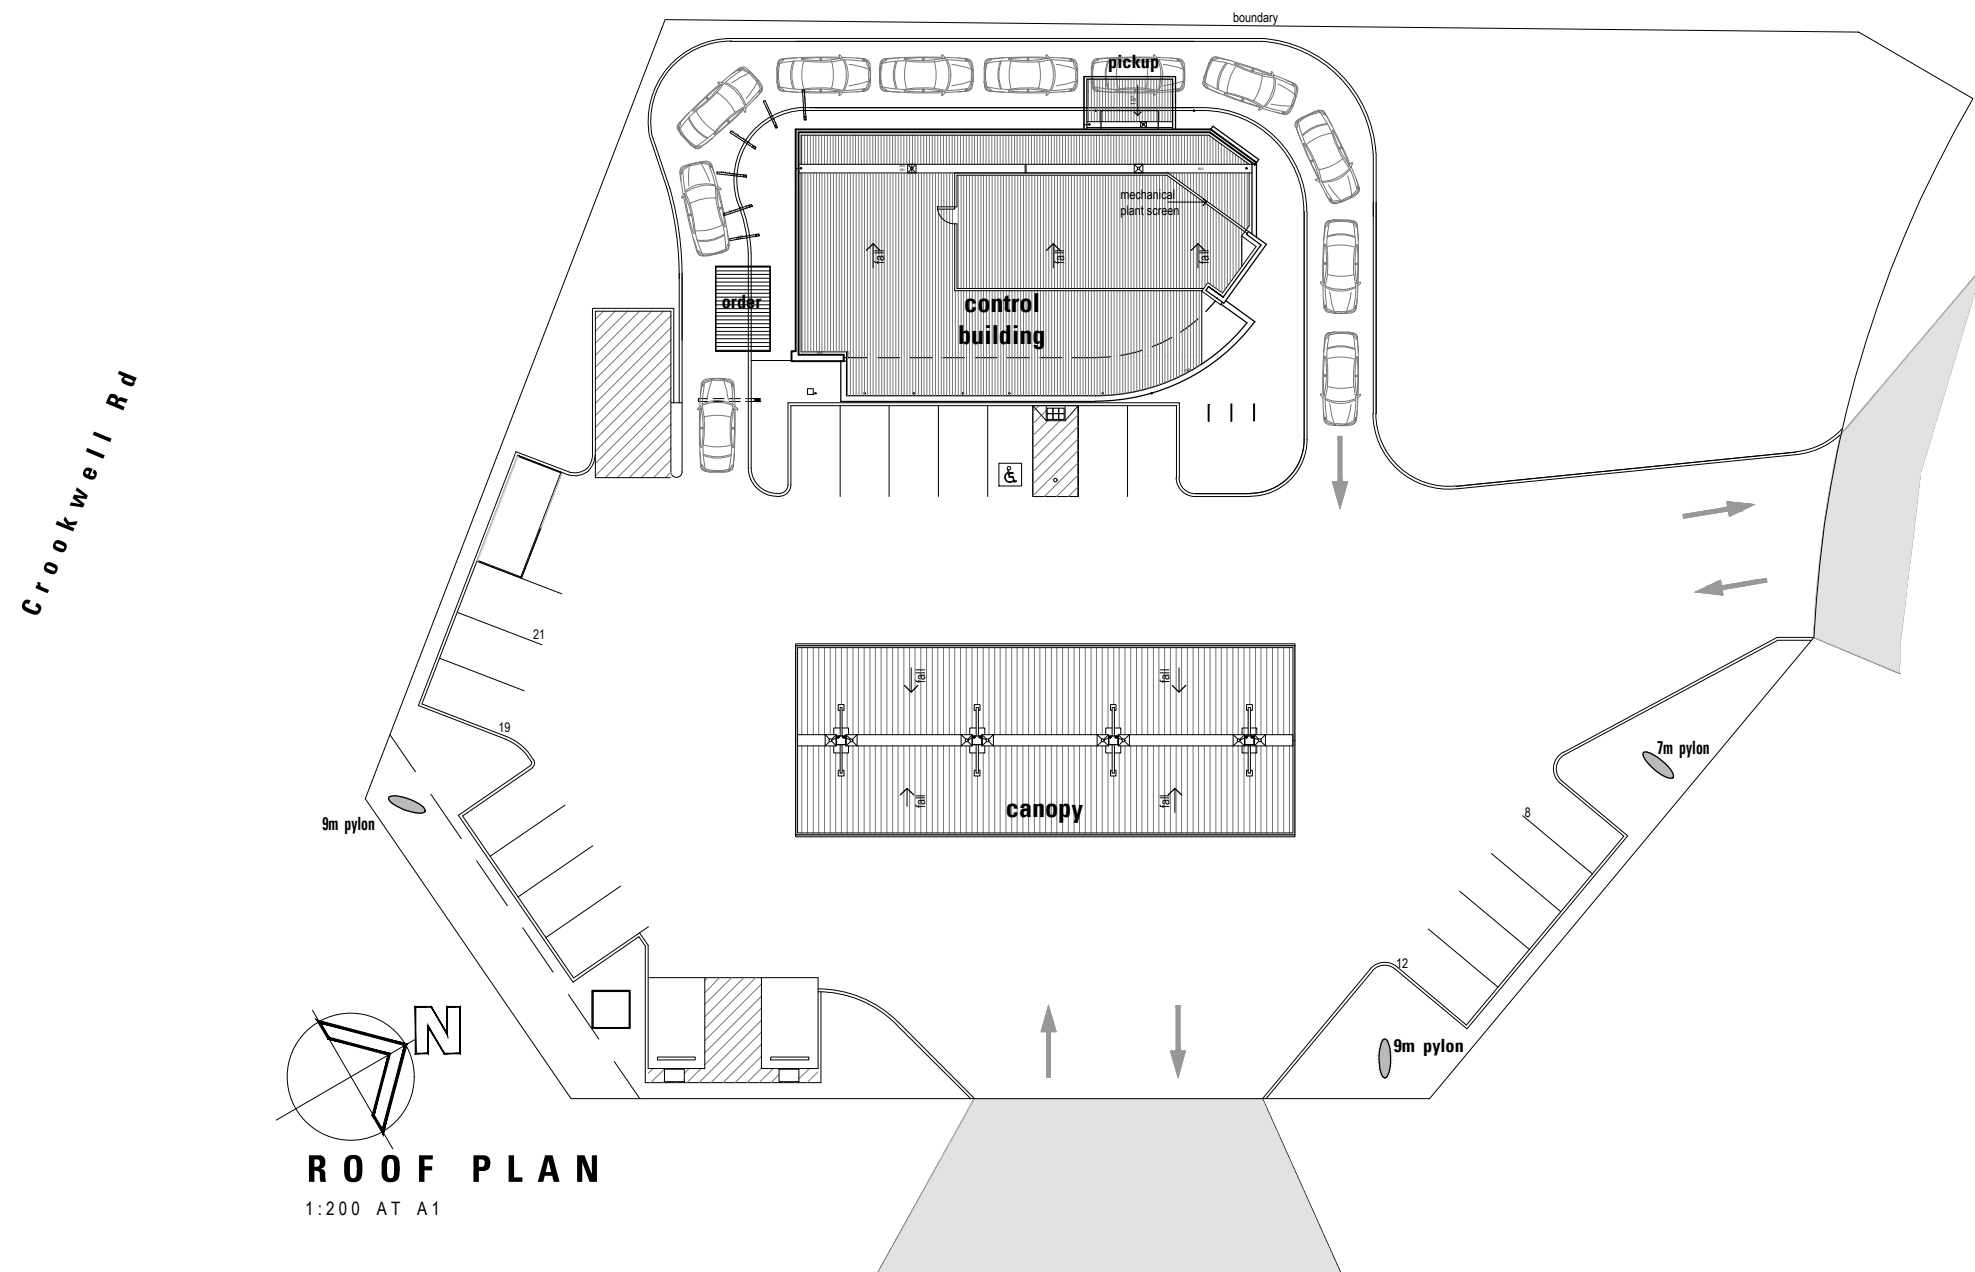 boundary
pickup
10°
mechanical
plant screen
fall
fall
fall
order
control
building
Crookwell Rd
21
fall
fall
19
7m pylon
9m pylon
fall
fall
canopy
8
12
9m pylon
N
ROOF PLAN
1:200 AT A1